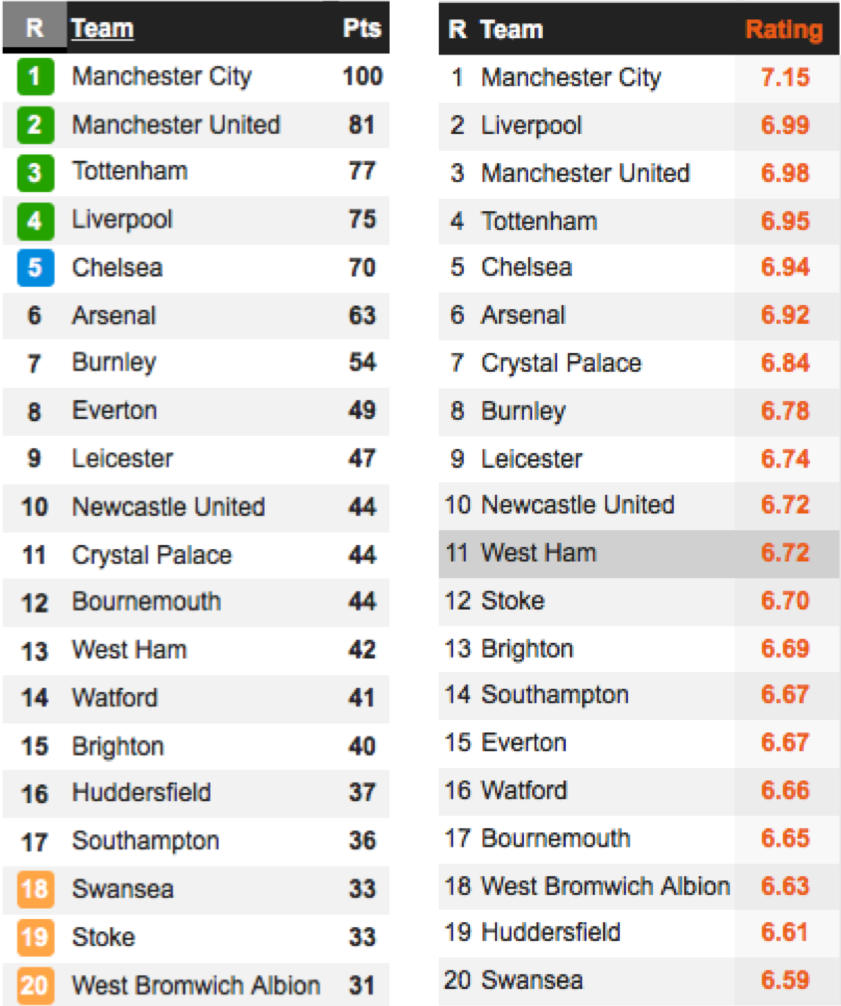 R Team Pts
1 Manchester City 100
2 Manchester United 81
3 Tottenham 77
4 Liverpool 75
5 Chelsea 70
6 Arsenal 63
7 Burnley 54
8 Everton 49
9 Leicester 47
10 Newcastle United 44
11 Crystal Palace 44
12 Bournemouth 44
13 West Ham 42
14 Watford 41
15 Brighton 40
16 Huddersfield 37
17 Southampton 36
18 Swansea 33
19 Stoke 33
20 West Bromwich Albion 31
R Team Rating
1 Manchester City 7.15
2 Liverpool 6.99
3 Manchester United 6.98
4 Tottenham 6.95
5 Chelsea 6.94
6 Arsenal 6.92
7 Crystal Palace 6.84
8 Burnley 6.78
9 Leicester 6.74
10 Newcastle United 6.72
11 West Ham 6.72
12 Stoke 6.70
13 Brighton 6.69
14 Southampton 6.67
15 Everton 6.67
16 Watford 6.66
17 Bournemouth 6.65
18 West Bromwich Albion 6.63
19 Huddersfield 6.61
20 Swansea 6.59